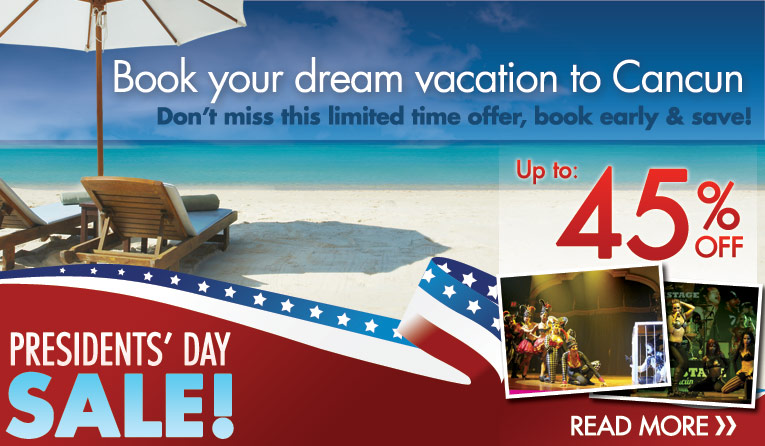 Book your dream vacation to Cancun
Don't miss this limited time offer, book early & save!
Up to:
45%
OFF
PRESIDENTS' DAY
SALE!
STAGE
READ MORE »